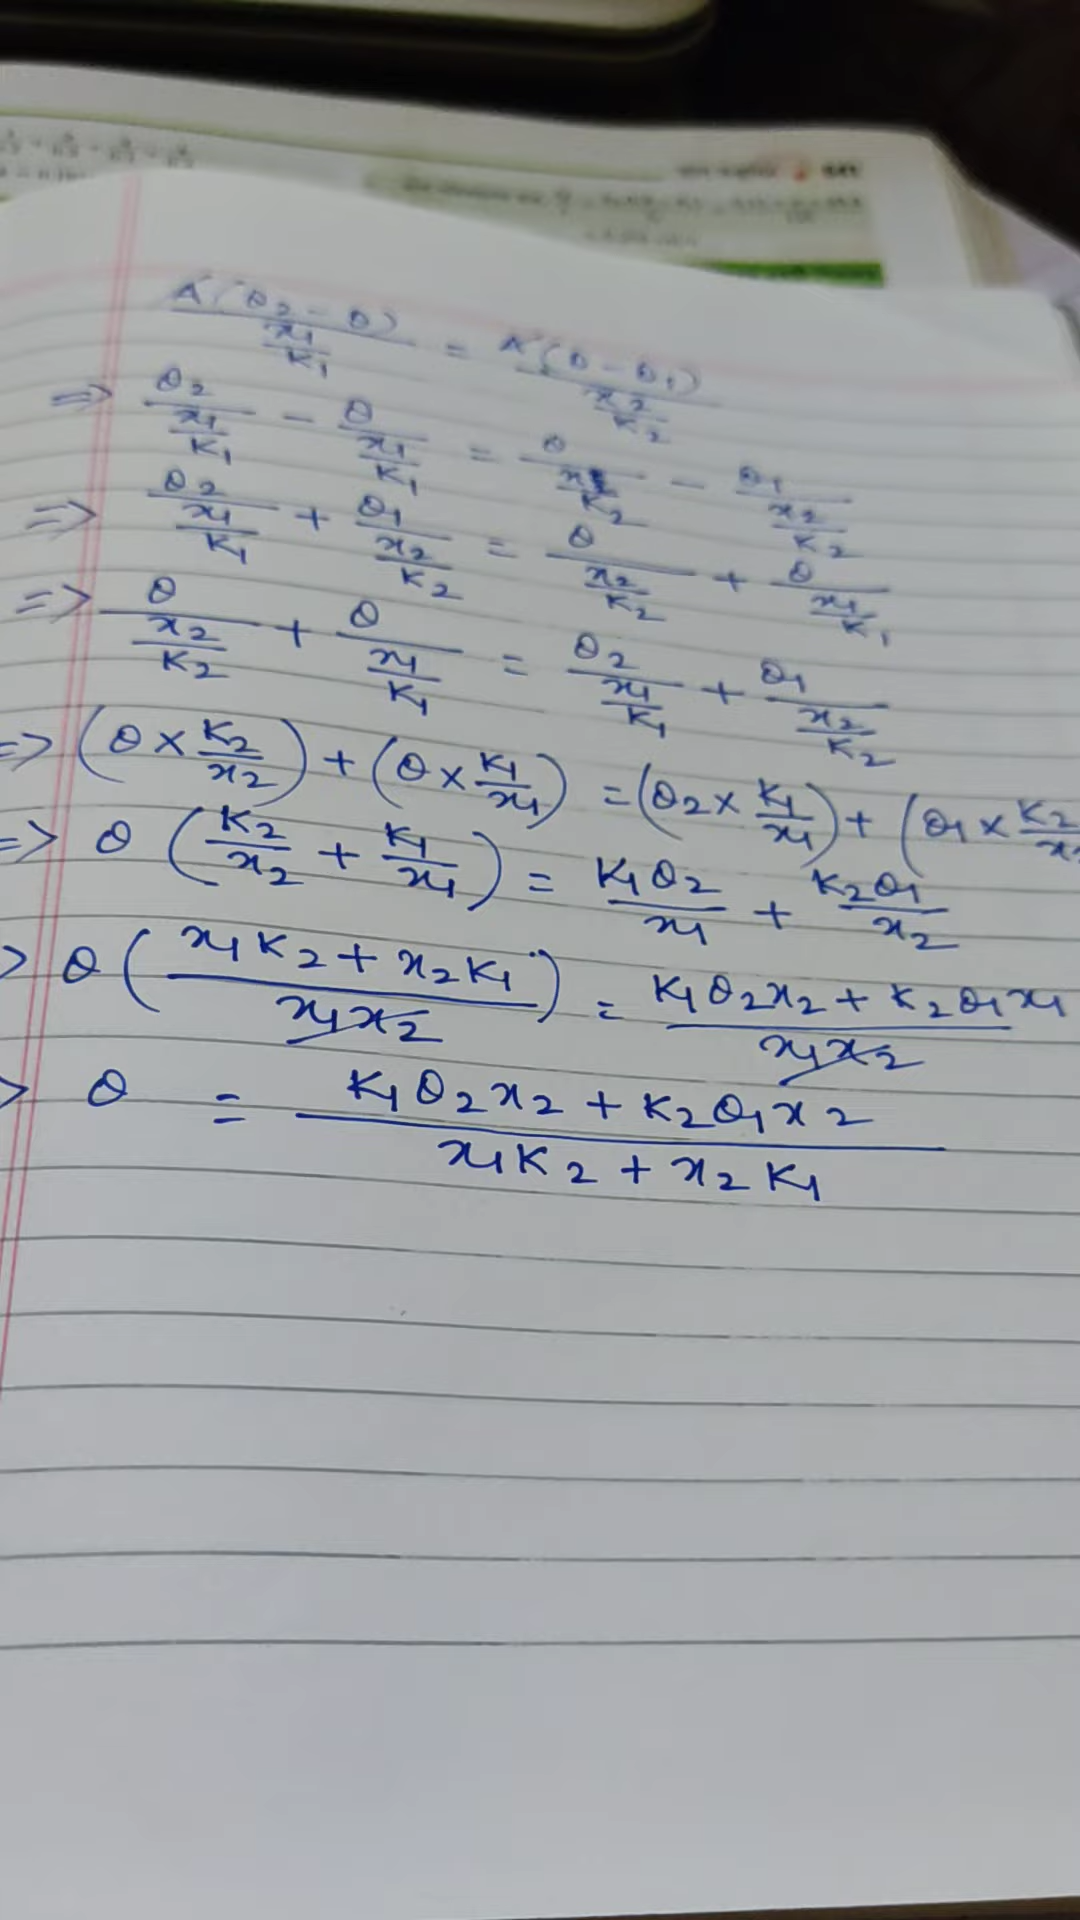 A(θ2 - θ) / (x1/K1) = A(θ - θ1) / (x2/K2)
=> θ2/(x1/K1) - θ/(x1/K1) = θ/(x2/K2) - θ1/(x2/K2)
=> θ2/(x1/K1) + θ1/(x2/K2) = θ/(x2/K2) + θ/(x1/K1)
=> θ/(x2/K2) + θ/(x1/K1) = θ2/(x1/K1) + θ1/(x2/K2)
=> (θ × K2/x2) + (θ × K1/x1) = (θ2 × K1/x1) + (θ1 × K2/x
=> θ (K2/x2 + K1/x1) = K1θ2/x1 + K2θ1/x2
> θ ((x1K2 + x2K1)/x1x2) = (K1θ2x2 + K2θ1x1)/x1x2
> θ = (K1θ2x2 + K2θ1x2)/(x1K2 + x2K1)